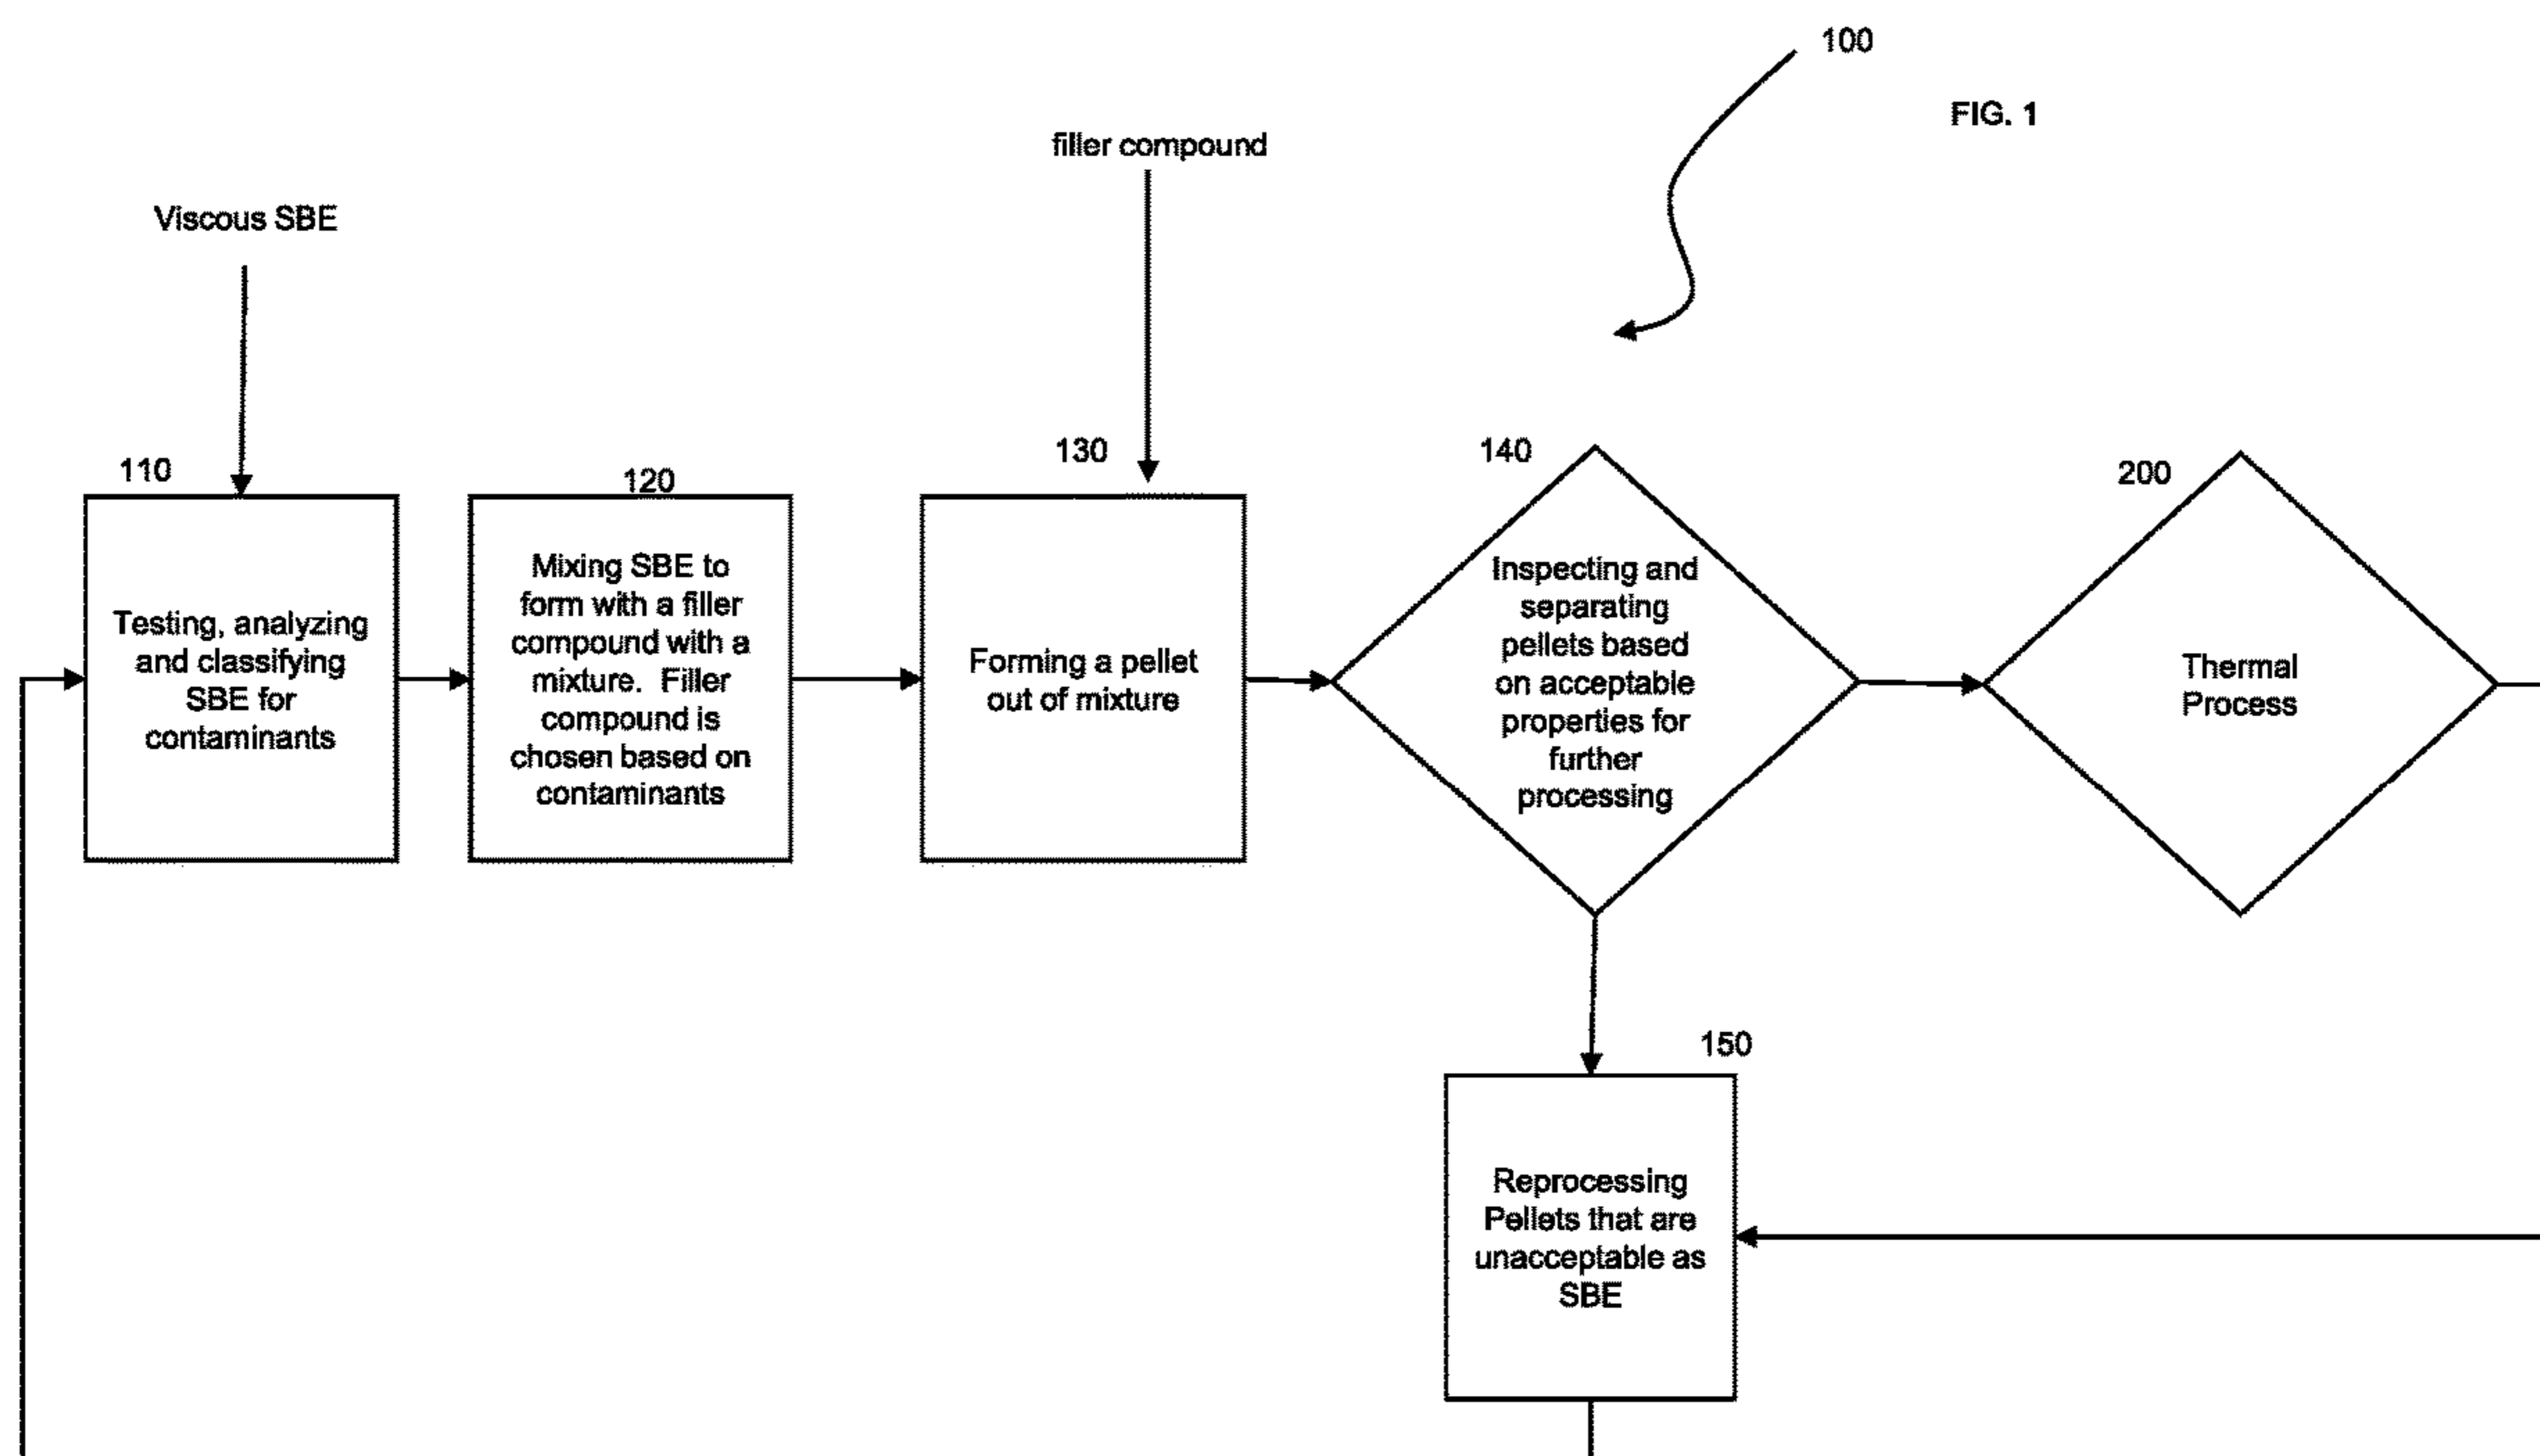 100
FIG. 1
filler compound
Viscous SBE
110
Testing, analyzing
and classifying
SBE for
contaminants
120
Mixing SBE to
form with a filler
compound with a
mixture. Filler
compound is
chosen based on
contaminants
130
Forming a pellet
out of mixture
140
Inspecting and
separating
pellets based
on acceptable
properties for
further
processing
200
Thermal
Process
150
Reprocessing
Pellets that are
unacceptable as
SBE